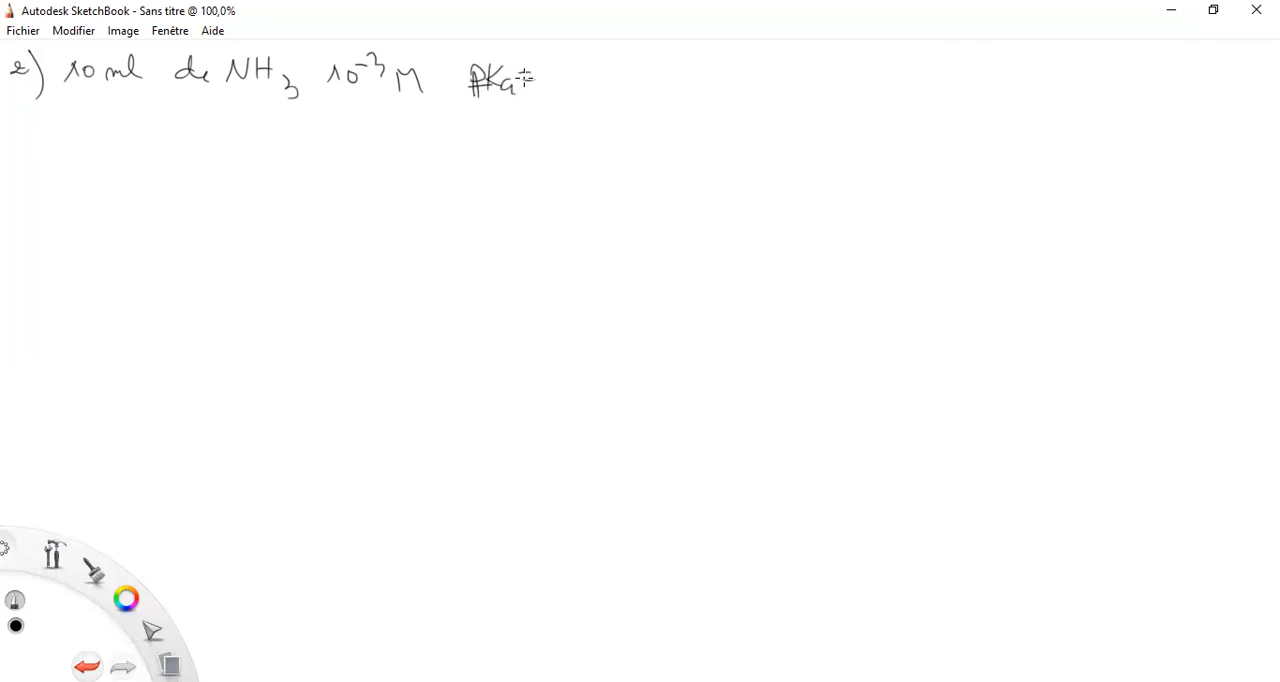 Autodesk SketchBook - Sans titre @ 100,0%
Fichier Modifier Image Fenêtre Aide
2) 10 ml de NH3 10^-3 M PKa=